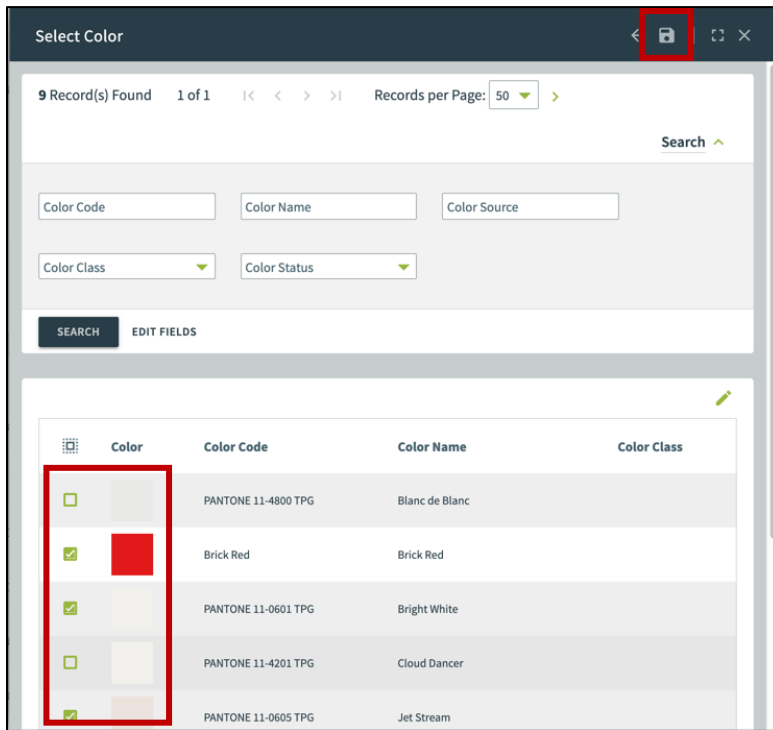 Select Color
9 Record(s) Found 1 of 1 Records per Page: 50
Search
Color Code Color Name Color Source
Color Class Color Status
SEARCH EDIT FIELDS
Color Color Code Color Name Color Class
PANTONE 11-4800 TPG Blanc de Blanc
Brick Red Brick Red
PANTONE 11-0601 TPG Bright White
PANTONE 11-4201 TPG Cloud Dancer
PANTONE 11-0605 TPG Jet Stream